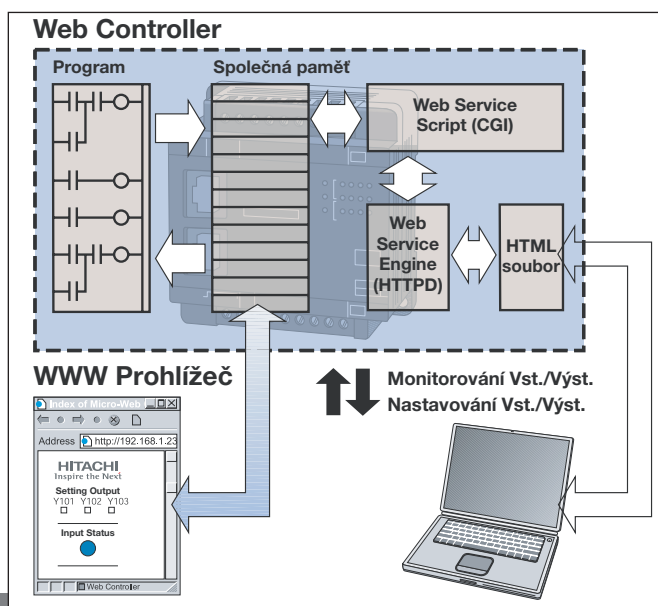 Web Controller
Program
Společná paměť
Web Service
Script (CGI)
Web
Service
Engine
(HTTPD)
HTML
soubor
WWW Prohlížeč
Monitorování Vst./Výst.
Nastavování Vst./Výst.
Index of Micro-Web
Address http://192.168.1.23
HITACHI
Inspire the Next
Setting Output
Y101 Y102 Y103
Input Status
Web Controller